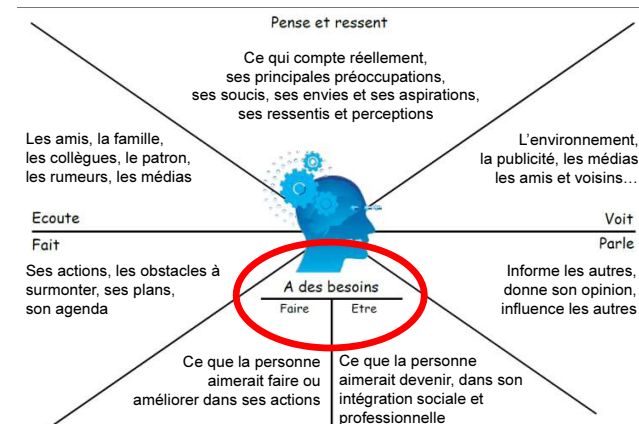 Pense et ressent
Ce qui compte réellement,
ses principales préoccupations,
ses soucis, ses envies et ses aspirations,
ses ressentis et perceptions
Les amis, la famille,
les collègues, le patron,
les rumeurs, les médias
L'environnement,
la publicité, les médias
les amis et voisins…
Ecoute
Voit
Fait
Parle
Ses actions, les obstacles à
surmonter, ses plans,
son agenda
Informe les autres,
donne son opinion,
influence les autres
A des besoins
Faire
Etre
Ce que la personne
aimerait faire ou
améliorer dans ses actions
Ce que la personne
aimerait devenir, dans son
intégration sociale et
professionnelle